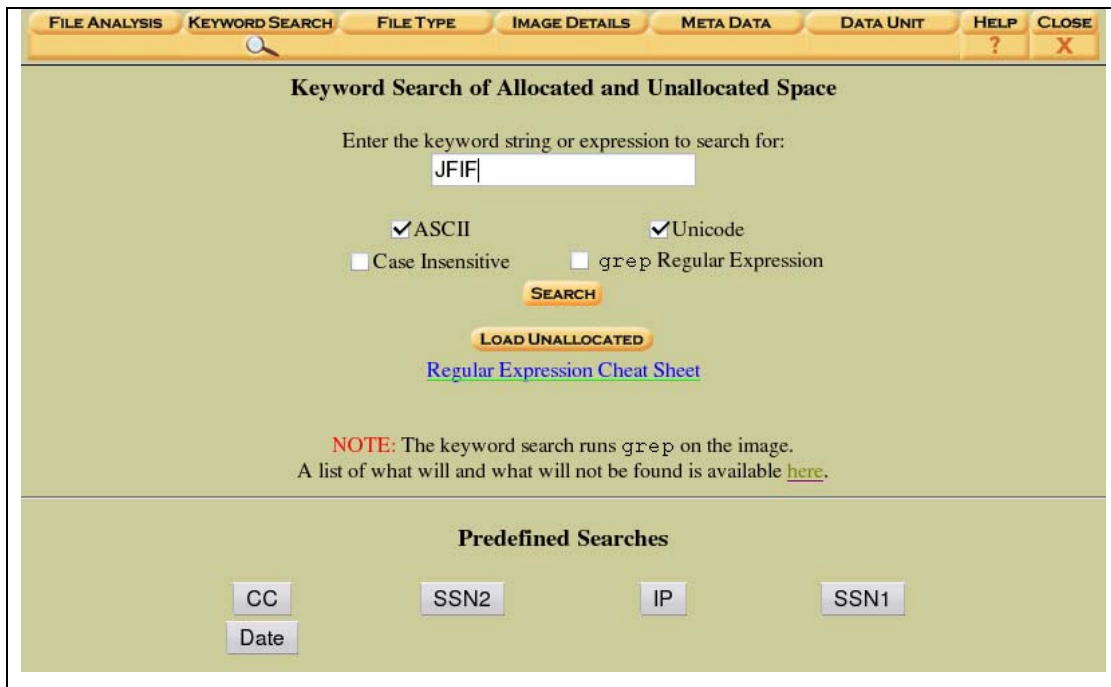 FILE ANALYSIS KEYWORD SEARCH FILE TYPE IMAGE DETAILS META DATA DATA UNIT HELP CLOSE
? X
Keyword Search of Allocated and Unallocated Space
Enter the keyword string or expression to search for:
JFIF
ASCII Unicode
Case Insensitive grep Regular Expression
SEARCH
LOAD UNALLOCATED
Regular Expression Cheat Sheet
NOTE: The keyword search runs grep on the image.
A list of what will and what will not be found is available here.
Predefined Searches
CC SSN2 IP SSN1
Date